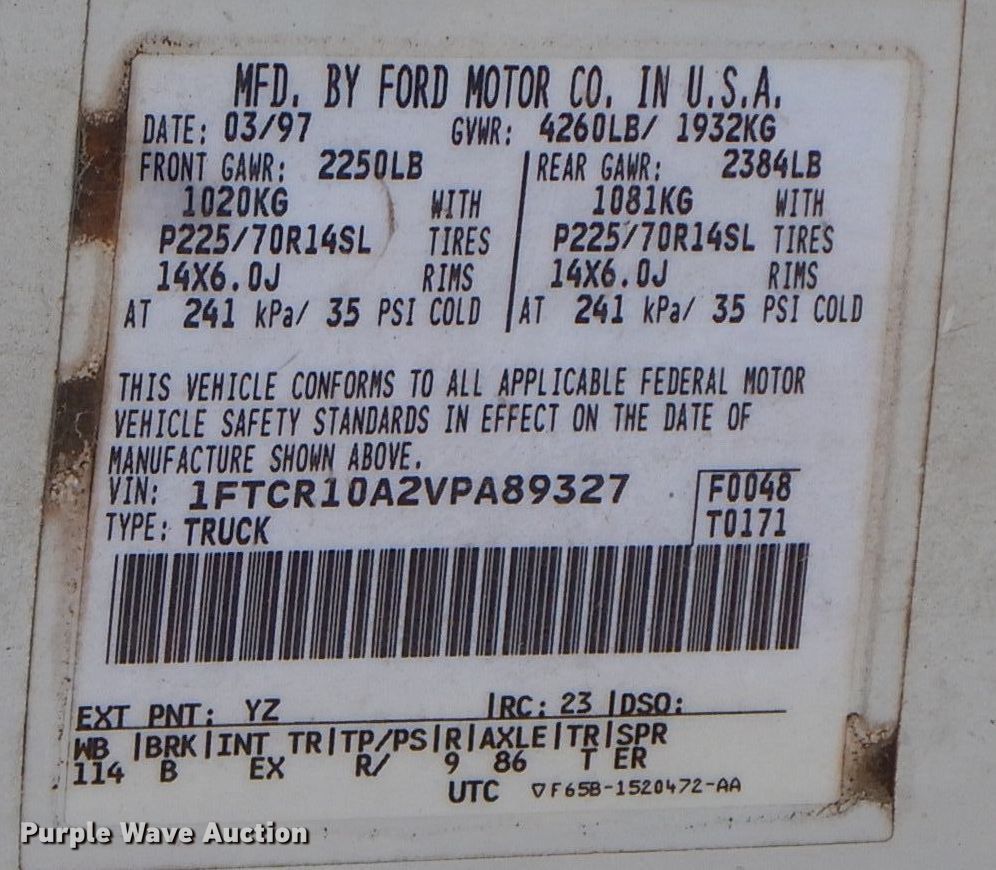 MFD. BY FORD MOTOR CO. IN U.S.A.
DATE: 03/97 GVWR: 4260LB/ 1932KG
FRONT GAWR: 2250LB REAR GAWR: 2384LB
1020KG WITH 1081KG WITH
P225/70R14SL TIRES P225/70R14SL TIRES
14X6.0J RIMS 14X6.0J RIMS
AT 241 kPa/ 35 PSI COLD AT 241 kPa/ 35 PSI COLD
THIS VEHICLE CONFORMS TO ALL APPLICABLE FEDERAL MOTOR
VEHICLE SAFETY STANDARDS IN EFFECT ON THE DATE OF
MANUFACTURE SHOWN ABOVE.
VIN: 1FTCR10A2VPA89327 F0048
TYPE: TRUCK T0171
EXT PNT: YZ |RC: 23 |DSO:
WB |BRK|INT TR|TP/PS|R|AXLE|TR|SPR
114 B EX R/ 9 86 T ER
UTC ▽F65B-1520472-AA
Purple Wave Auction